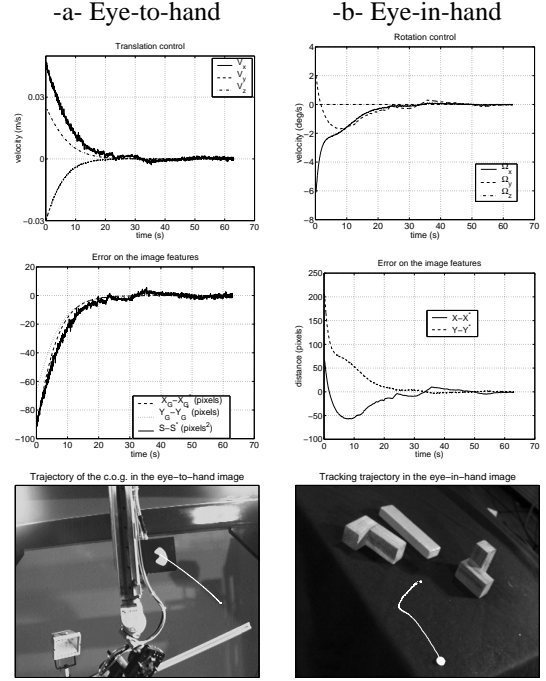 -a- Eye-to-hand
Translation control
velocity (m/s)
0.03
0
−0.03
V_x
V_y
V_z
0 10 20 30 40 50 60 70
time (s)
Error on the image features
20
0
−20
−40
−60
−80
−100
X_G−X_G^* (pixels)
Y_G−Y_G^* (pixels)
S−S^* (pixels^2)
0 10 20 30 40 50 60 70
time (s)
Trajectory of the c.o.g. in the eye−to−hand image
-b- Eye-in-hand
Rotation control
velocity (deg/s)
4
2
0
−2
−4
−6
−8
Ω_x
Ω_y
Ω_z
0 10 20 30 40 50 60 70
time (s)
Error on the image features
distance (pixels)
250
200
150
100
50
0
−50
−100
X−X^*
Y−Y^*
0 10 20 30 40 50 60 70
time (s)
Tracking trajectory in the eye−in−hand image